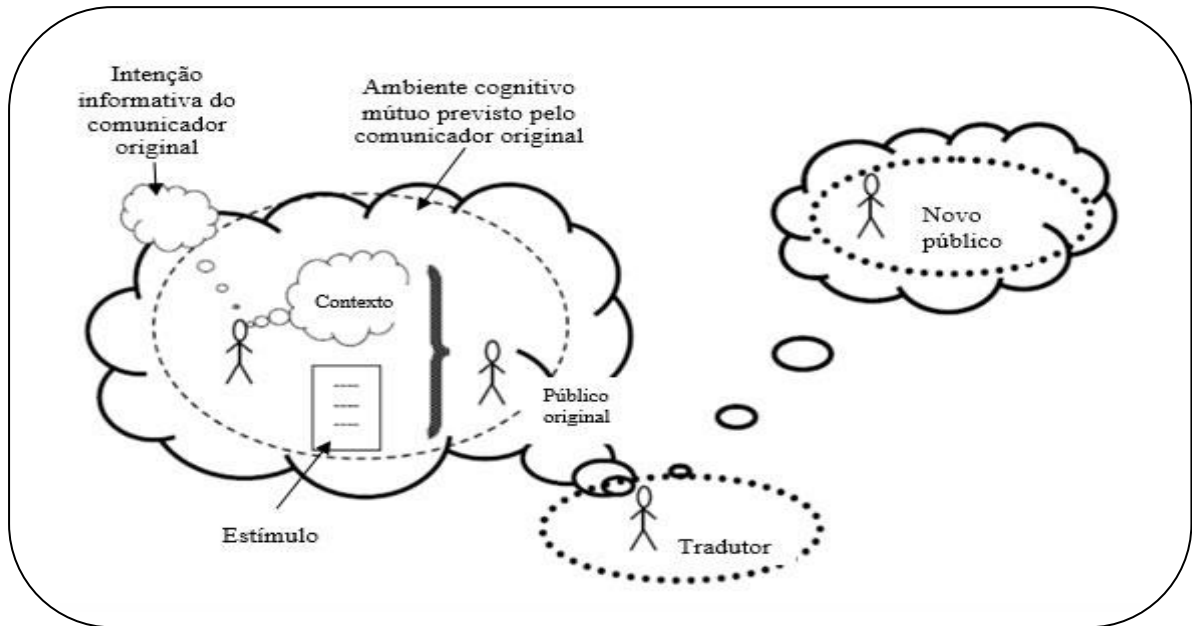 Intenção
informativa do
comunicador
original
Ambiente cognitivo
mútuo previsto pelo
comunicador original
Novo
público
Contexto
Público
original
Estímulo
Tradutor